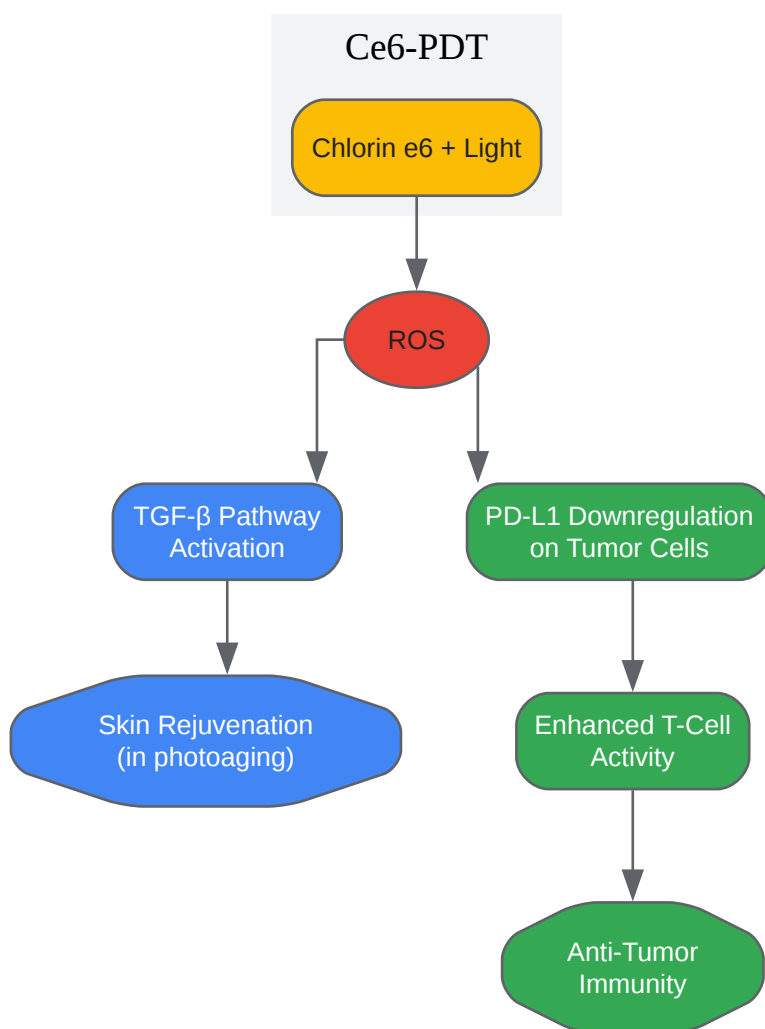 Ce6-PDT
Chlorin e6 + Light
ROS
TGF-β Pathway
Activation
PD-L1 Downregulation
on Tumor Cells
Skin Rejuvenation
(in photoaging)
Enhanced T-Cell
Activity
Anti-Tumor
Immunity